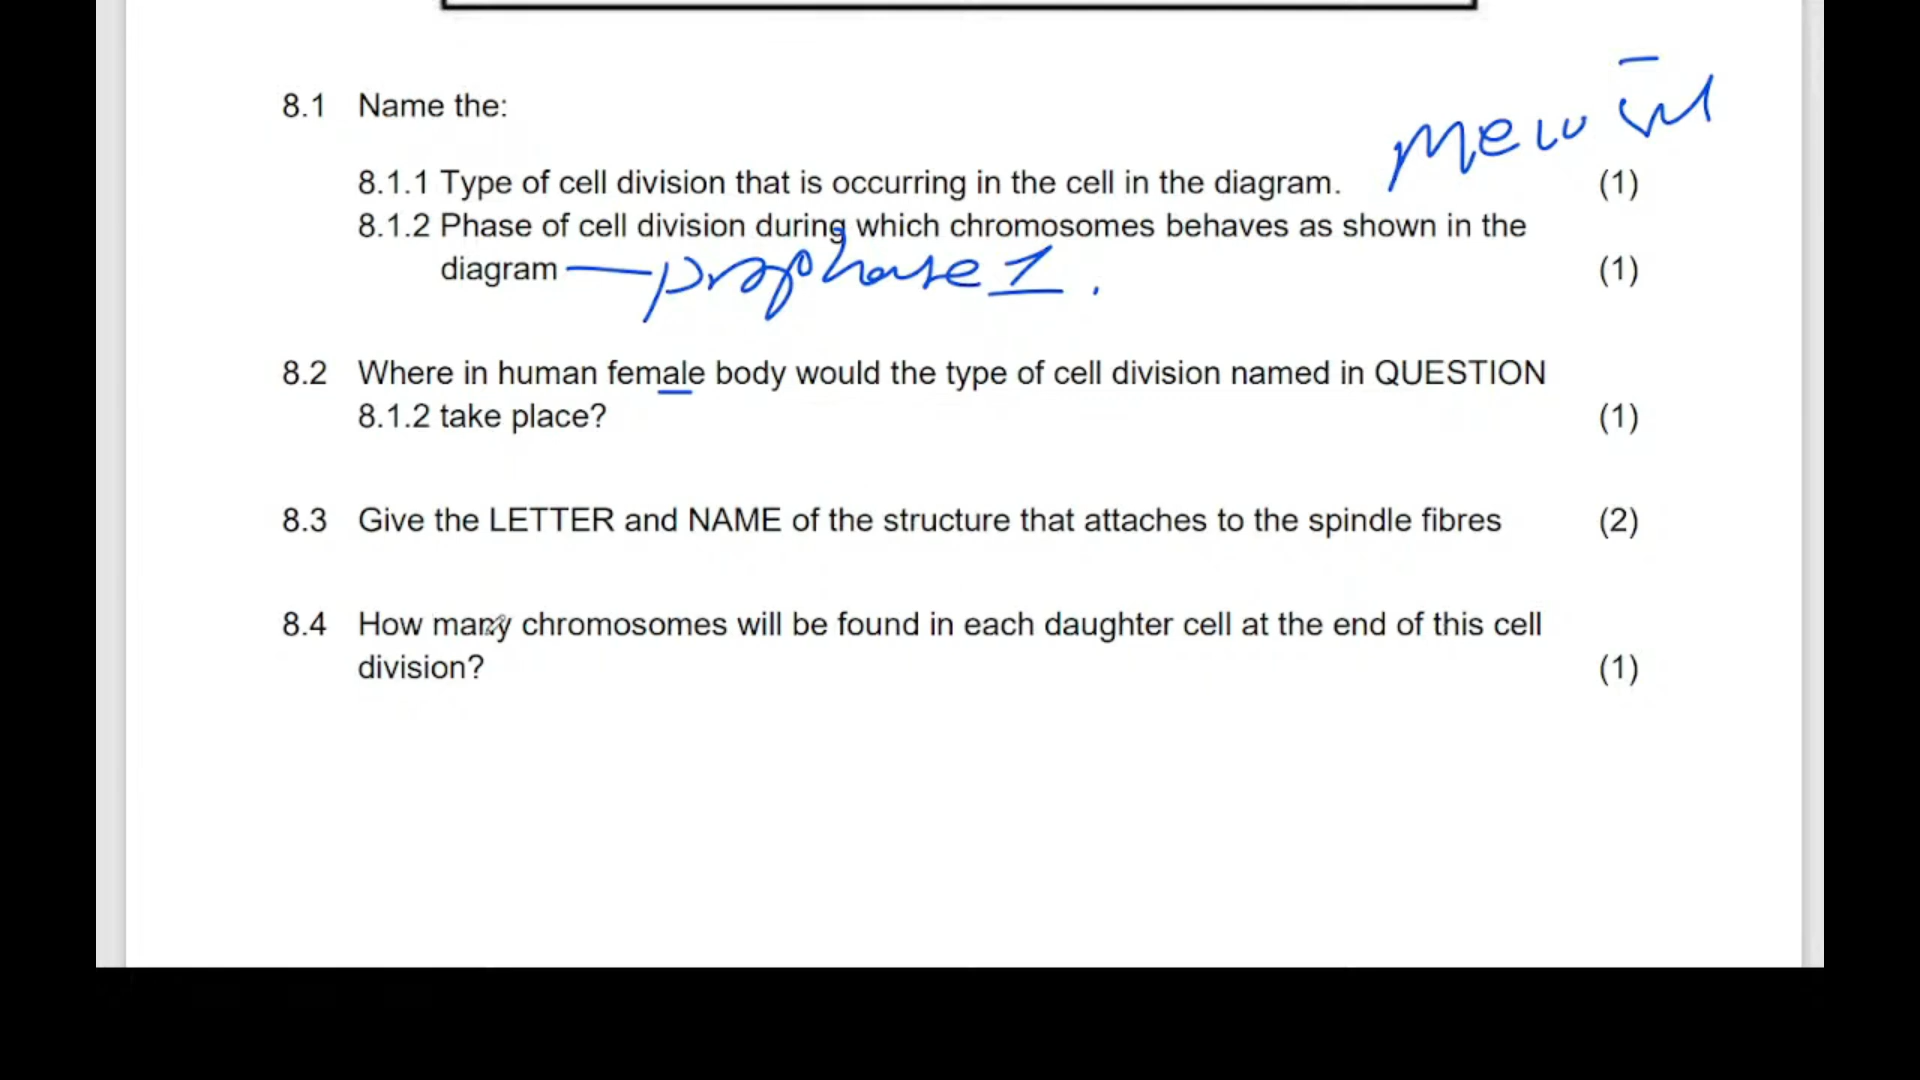 8.1 Name the:
8.1.1 Type of cell division that is occurring in the cell in the diagram. (1)
8.1.2 Phase of cell division during which chromosomes behaves as shown in the
diagram — prophase I. (1)
8.2 Where in human female body would the type of cell division named in QUESTION
8.1.2 take place? (1)
8.3 Give the LETTER and NAME of the structure that attaches to the spindle fibres (2)
8.4 How many chromosomes will be found in each daughter cell at the end of this cell
division? (1)